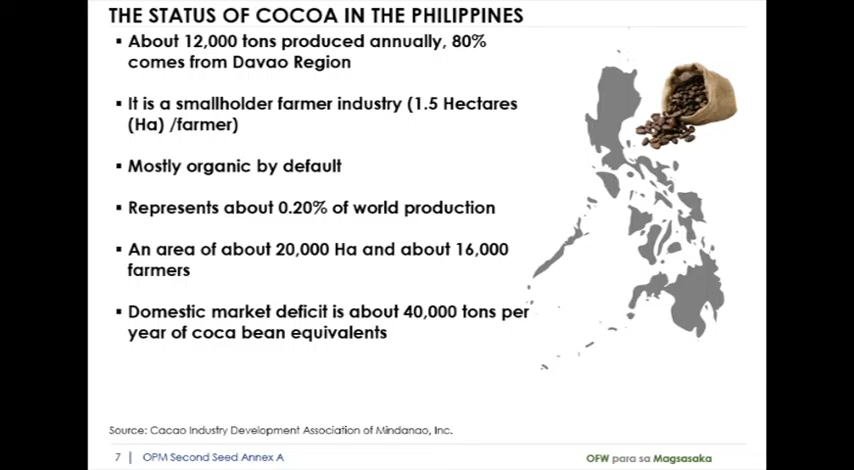 THE STATUS OF COCOA IN THE PHILIPPINES
▪ About 12,000 tons produced annually, 80%
comes from Davao Region
▪ It is a smallholder farmer industry (1.5 Hectares
(Ha) /farmer)
▪ Mostly organic by default
▪ Represents about 0.20% of world production
▪ An area of about 20,000 Ha and about 16,000
farmers
▪ Domestic market deficit is about 40,000 tons per
year of coca bean equivalents
Source: Cacao Industry Development Association of Mindanao, Inc.
7 | OPM Second Seed Annex A
OFW para sa Magsasaka